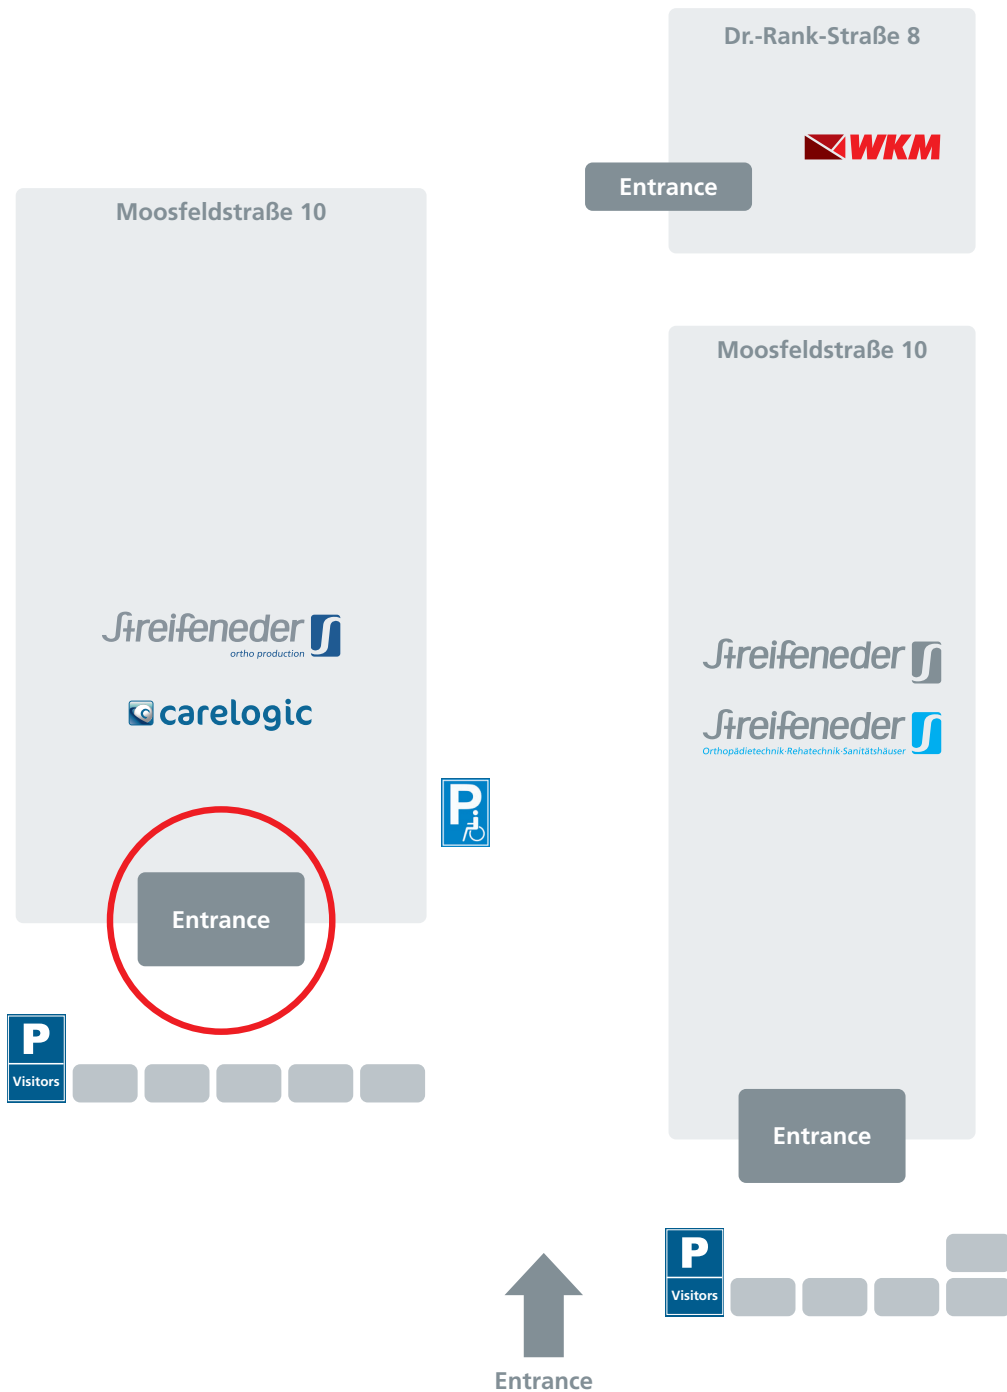 Dr.-Rank-Straße 8
WKM
Entrance
Moosfeldstraße 10
Streifeneder
ortho production
carelogic
P
Entrance
P
Visitors
Moosfeldstraße 10
Streifeneder
Streifeneder
Orthopädietechnik·Rehatechnik·Sanitätshäuser
Entrance
P
Visitors
Entrance